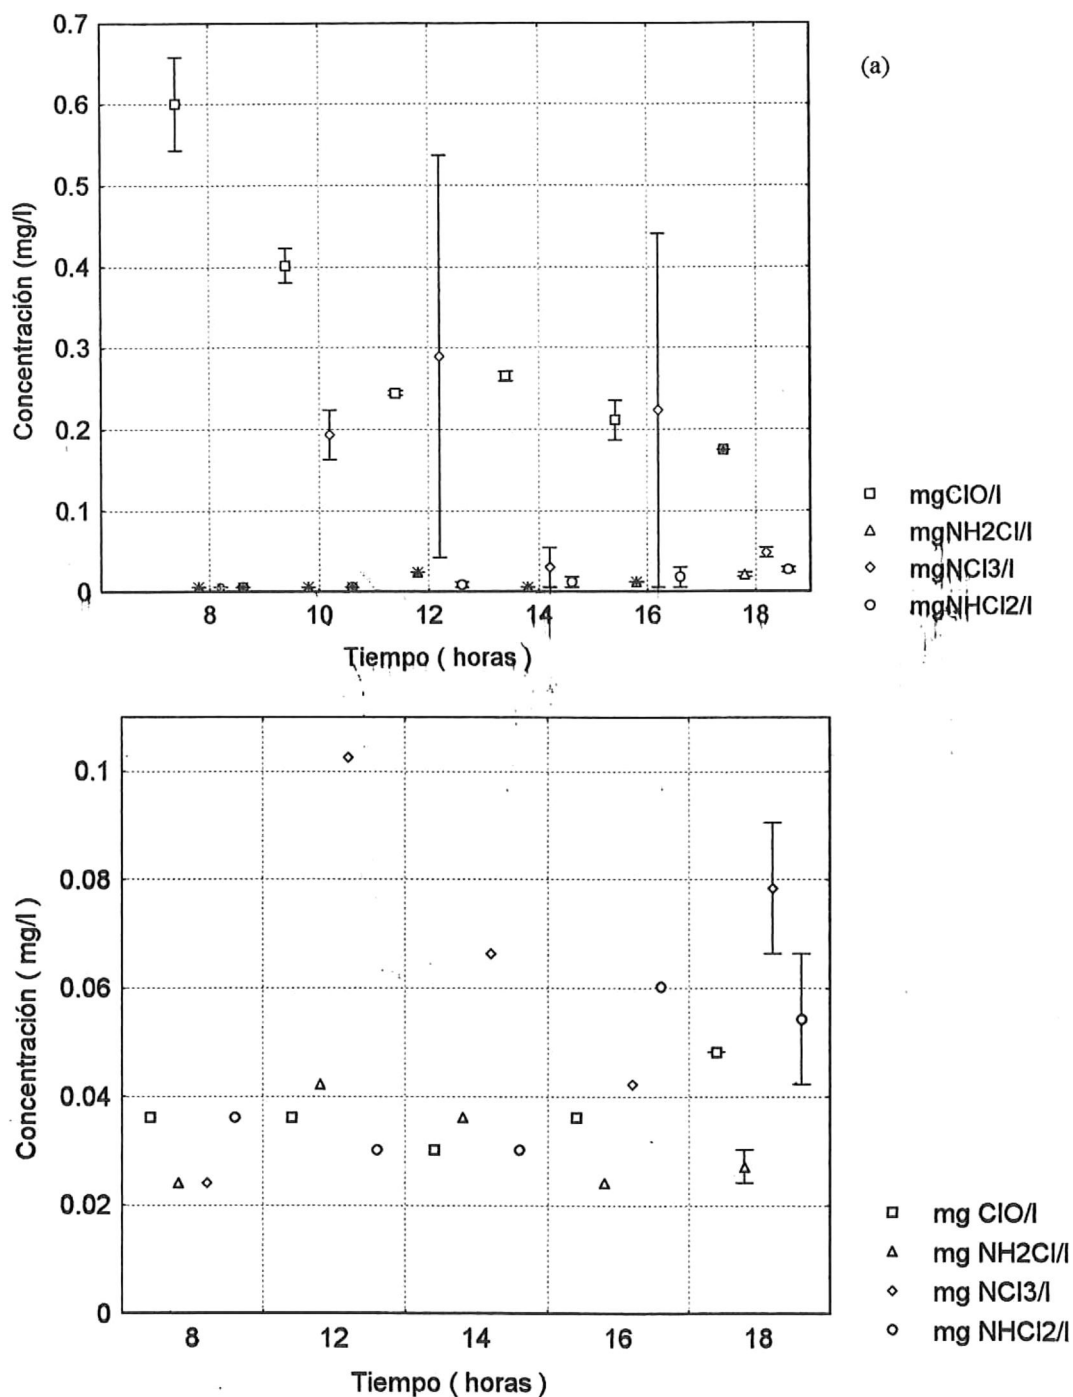 0.7
(a)
0.6
0.5
0.4
0.3
0.2
0.1
0
Concentración (mg/l)
8 10 12 14 16 18
Tiempo ( horas )
mgClO/l
mgNH2Cl/l
mgNCl3/l
mgNHCl2/l
0.1
0.08
0.06
0.04
0.02
0
Concentración ( mg/l )
8 12 14 16 18
Tiempo ( horas )
mg ClO/l
mg NH2Cl/l
mg NCl3/l
mg NHCl2/l